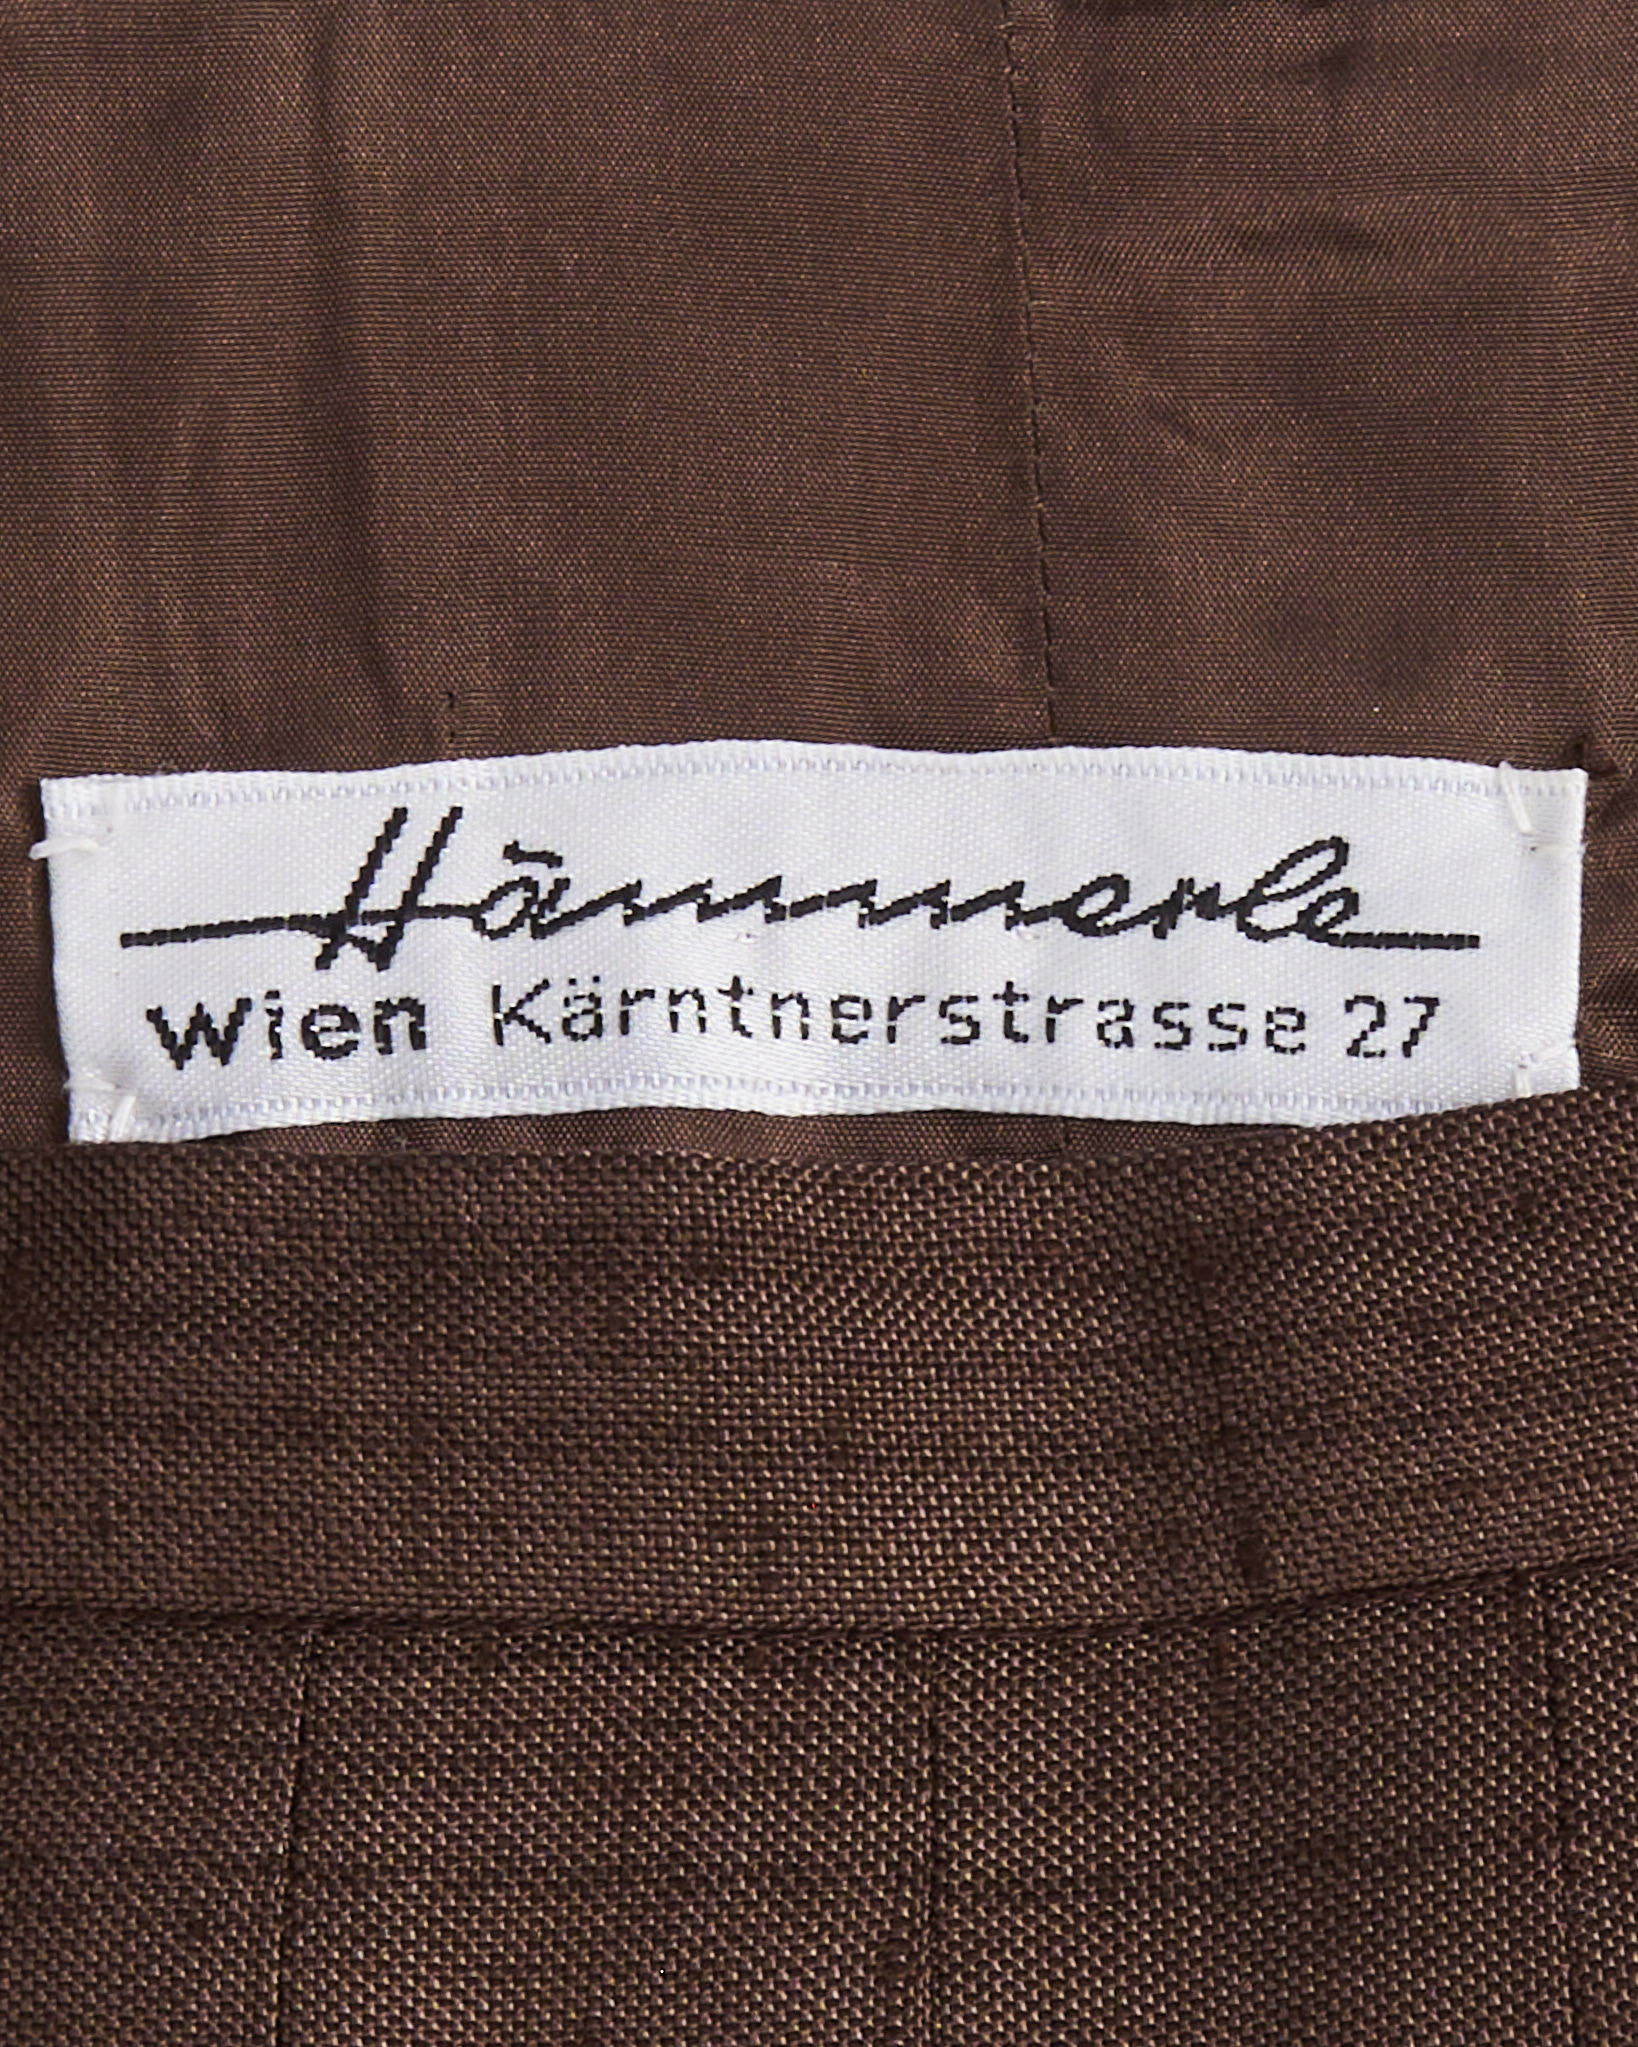 Hämmerle
wien Kärntnerstrasse 27